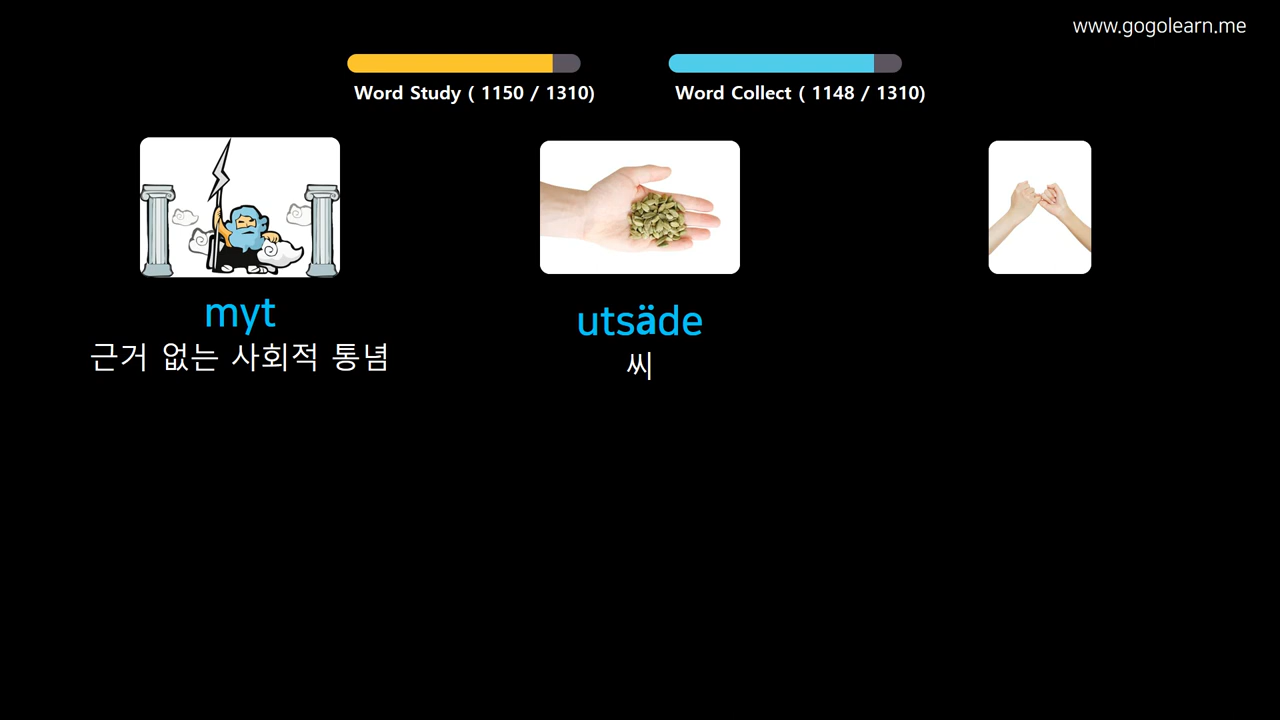 www.gogolearn.me
Word Study ( 1150 / 1310)
Word Collect ( 1148 / 1310)
myt
근거 없는 사회적 통념
utsäde
씨